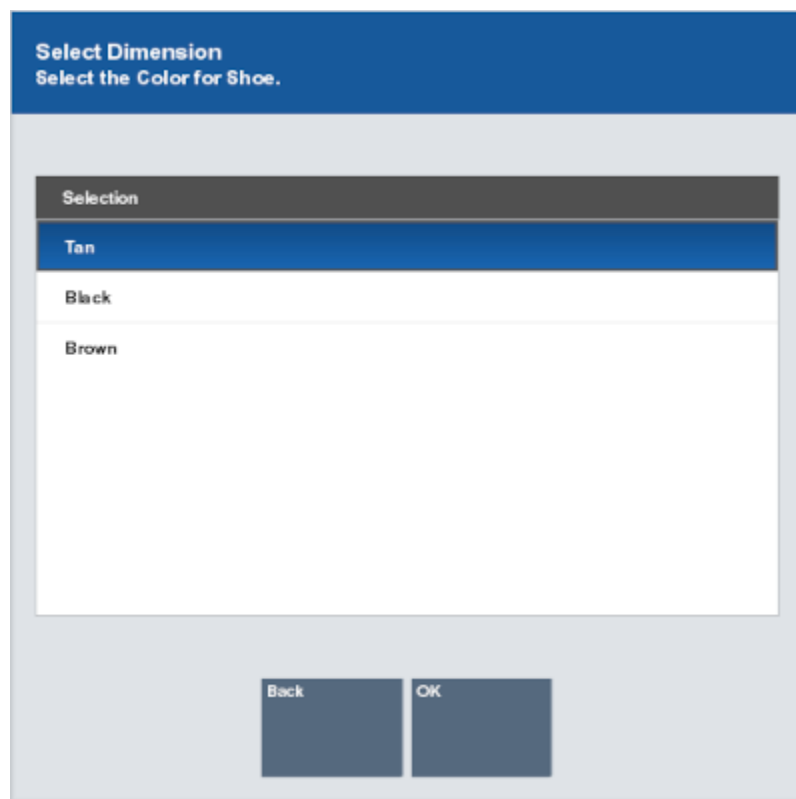 Select Dimension
Select the Color for Shoe.
Selection
Tan
Black
Brown
Back
OK